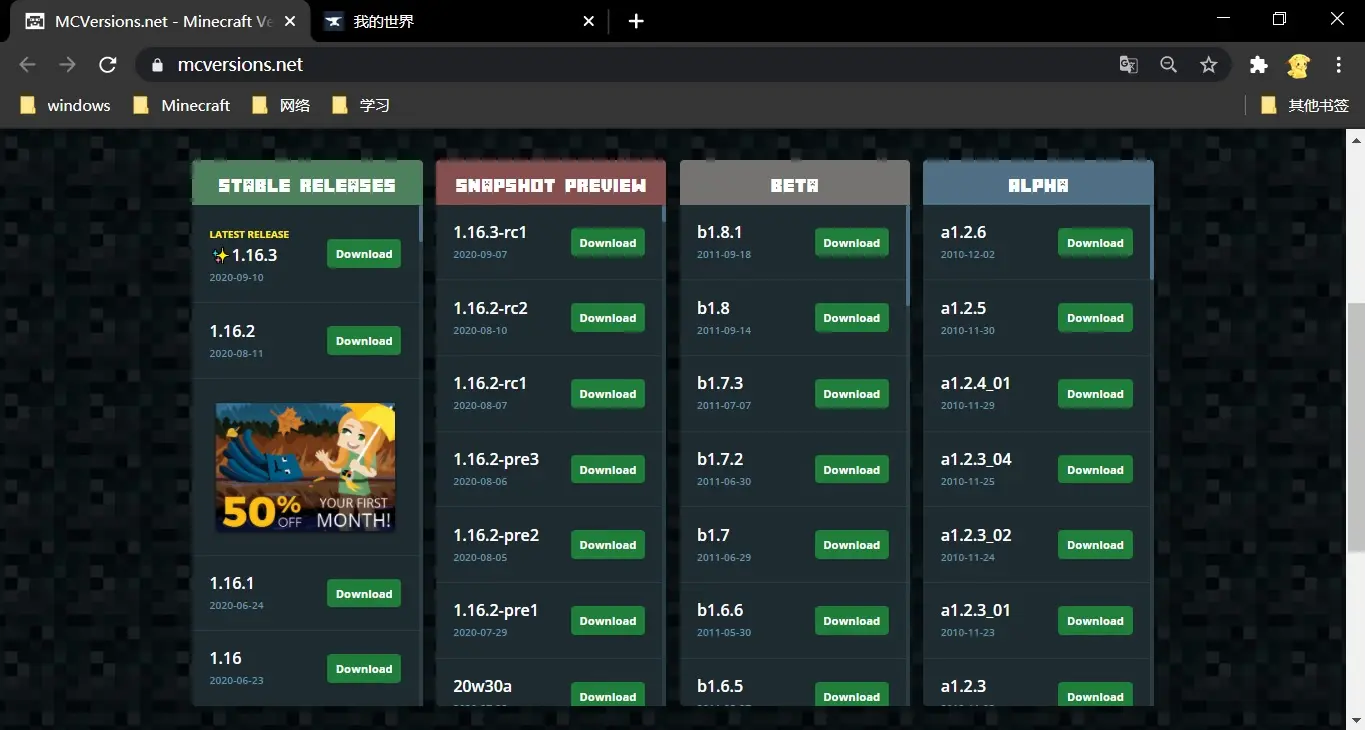 MCVersions.net - Minecraft Ve
我的世界
mcversions.net
windows
Minecraft
网络
学习
其他书签
STABLE RELEASES
LATEST RELEASE
✨1.16.3
2020-09-10
Download
1.16.2
2020-08-11
Download
50% OFF
YOUR FIRST
MONTH!
1.16.1
2020-06-24
Download
1.16
2020-06-23
Download
SNAPSHOT PREVIEW
1.16.3-rc1
2020-09-07
Download
1.16.2-rc2
2020-08-10
Download
1.16.2-rc1
2020-08-07
Download
1.16.2-pre3
2020-08-06
Download
1.16.2-pre2
2020-08-05
Download
1.16.2-pre1
2020-07-29
Download
20w30a
Download
BETA
b1.8.1
2011-09-18
Download
b1.8
2011-09-14
Download
b1.7.3
2011-07-07
Download
b1.7.2
2011-06-30
Download
b1.7
2011-06-29
Download
b1.6.6
2011-05-30
Download
b1.6.5
Download
ALPHA
a1.2.6
2010-12-02
Download
a1.2.5
2010-11-30
Download
a1.2.4_01
2010-11-29
Download
a1.2.3_04
2010-11-25
Download
a1.2.3_02
2010-11-24
Download
a1.2.3_01
2010-11-23
Download
a1.2.3
Download